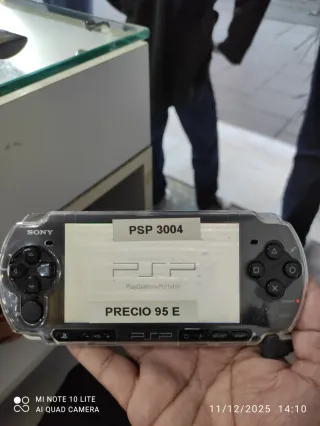 SONY
PSP 3004
PSP
PlayStation Portable
PRECIO 95 E
PSP
MI NOTE 10 LITE
AI QUAD CAMERA
11/12/2025 14:10